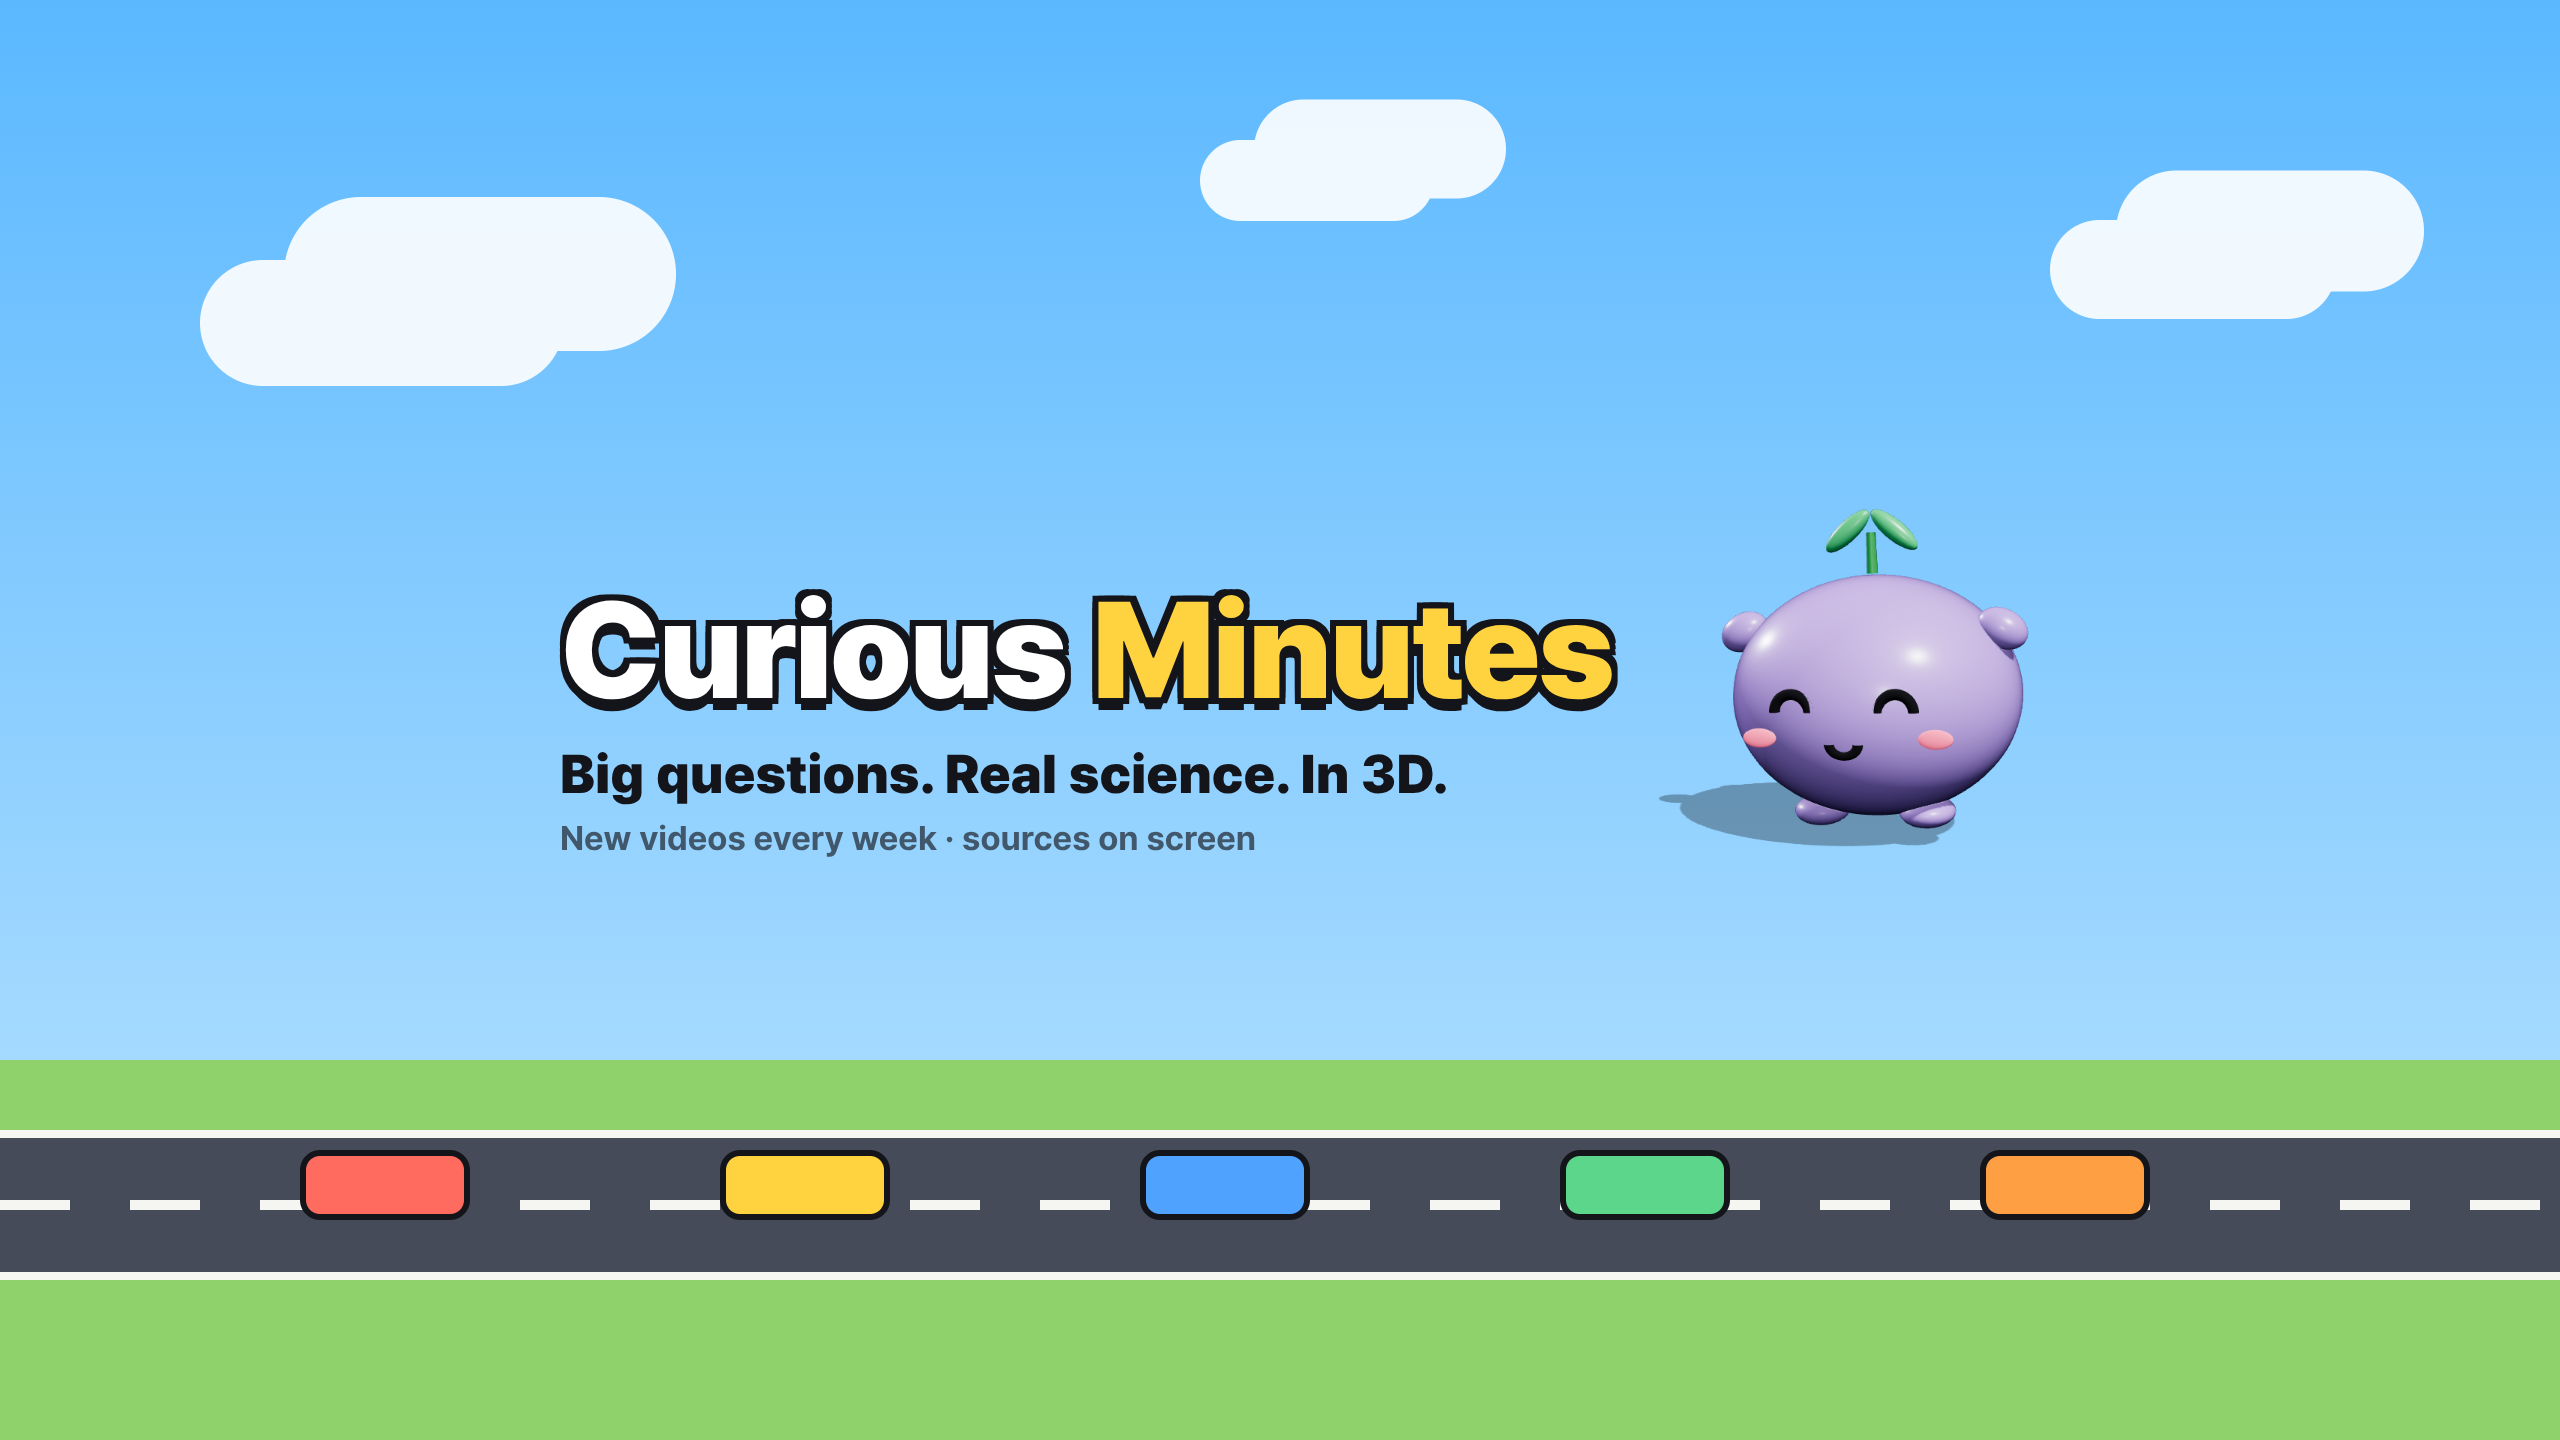 Curious Minutes
Big questions. Real science. In 3D.
New videos every week · sources on screen